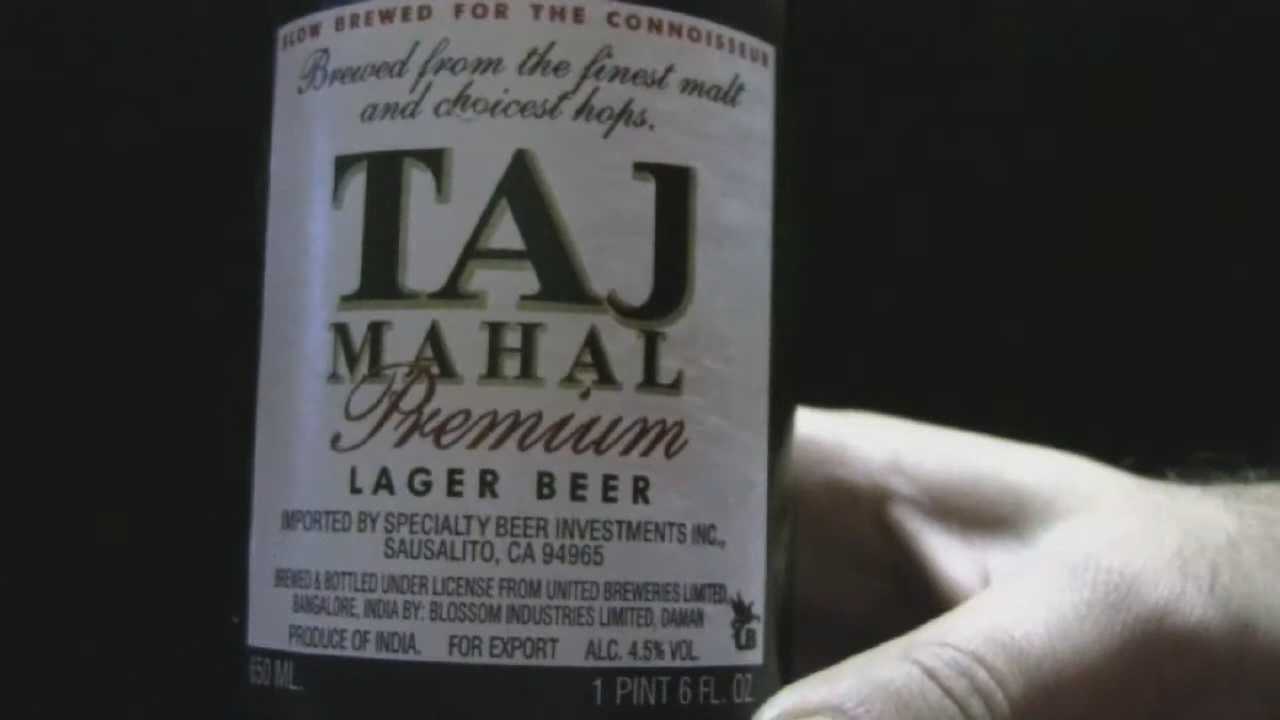 SLOW BREWED FOR THE CONNOISSEUR
Brewed from the finest malt
and choicest hops.
TAJ
MAHAL
Premium
LAGER BEER
IMPORTED BY SPECIALTY BEER INVESTMENTS INC.,
SAUSALITO, CA 94965
BREWED & BOTTLED UNDER LICENSE FROM UNITED BREWERIES LIMITED,
BANGALORE, INDIA BY: BLOSSOM INDUSTRIES LIMITED, DAMAN
UB
PRODUCE OF INDIA. FOR EXPORT ALC. 4.5% VOL.
650 ML. 1 PINT 6 FL. OZ.